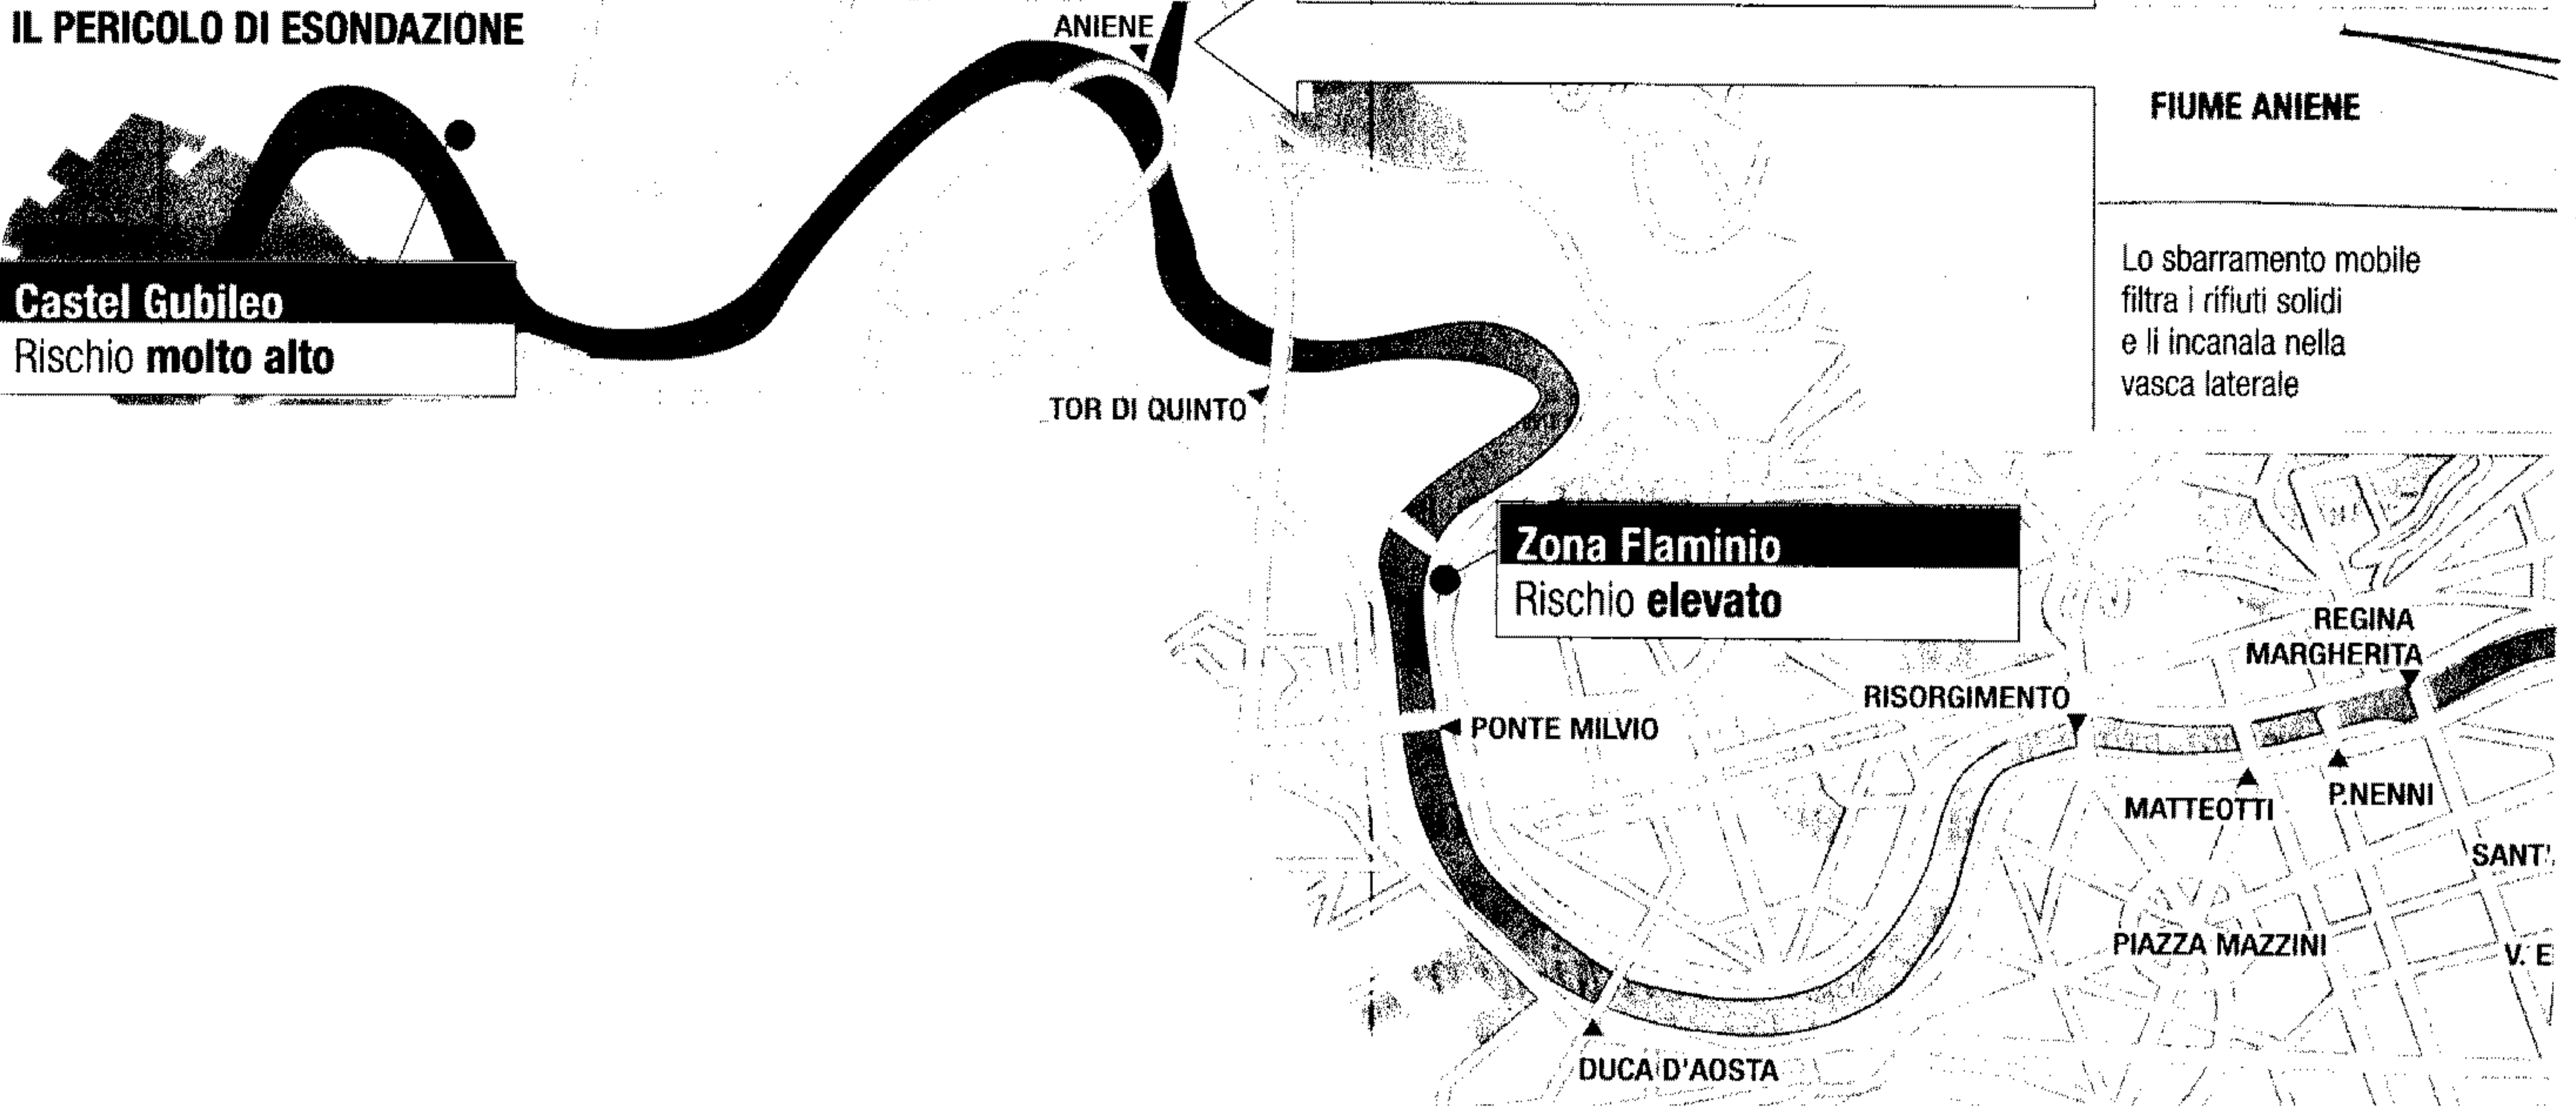 IL PERICOLO DI ESONDAZIONE
ANIENE
FIUME ANIENE
Castel Gubileo
Rischio molto alto
Lo sbarramento mobile
filtra i rifiuti solidi
e li incanala nella
vasca laterale
TOR DI QUINTO
Zona Flaminio
Rischio elevato
REGINA
MARGHERITA
RISORGIMENTO
PONTE MILVIO
MATTEOTTI
P.NENNI
SANT'
PIAZZA MAZZINI
V. E
DUCA D'AOSTA